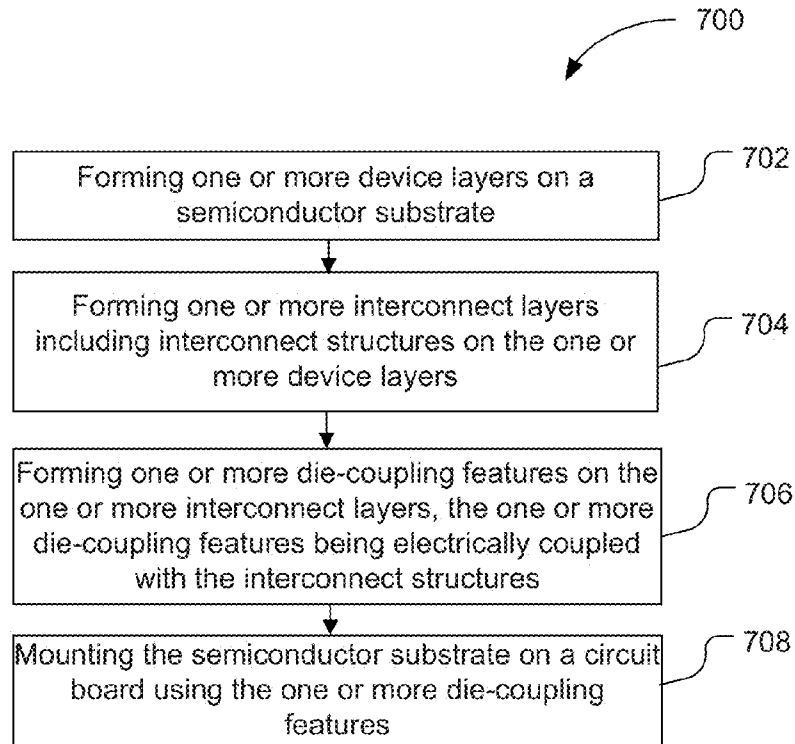 700
Forming one or more device layers on a
semiconductor substrate
702
Forming one or more interconnect layers
including interconnect structures on the one or
more device layers
704
Forming one or more die-coupling features on the
one or more interconnect layers, the one or more
die-coupling features being electrically coupled
with the interconnect structures
706
Mounting the semiconductor substrate on a circuit
board using the one or more die-coupling
features
708